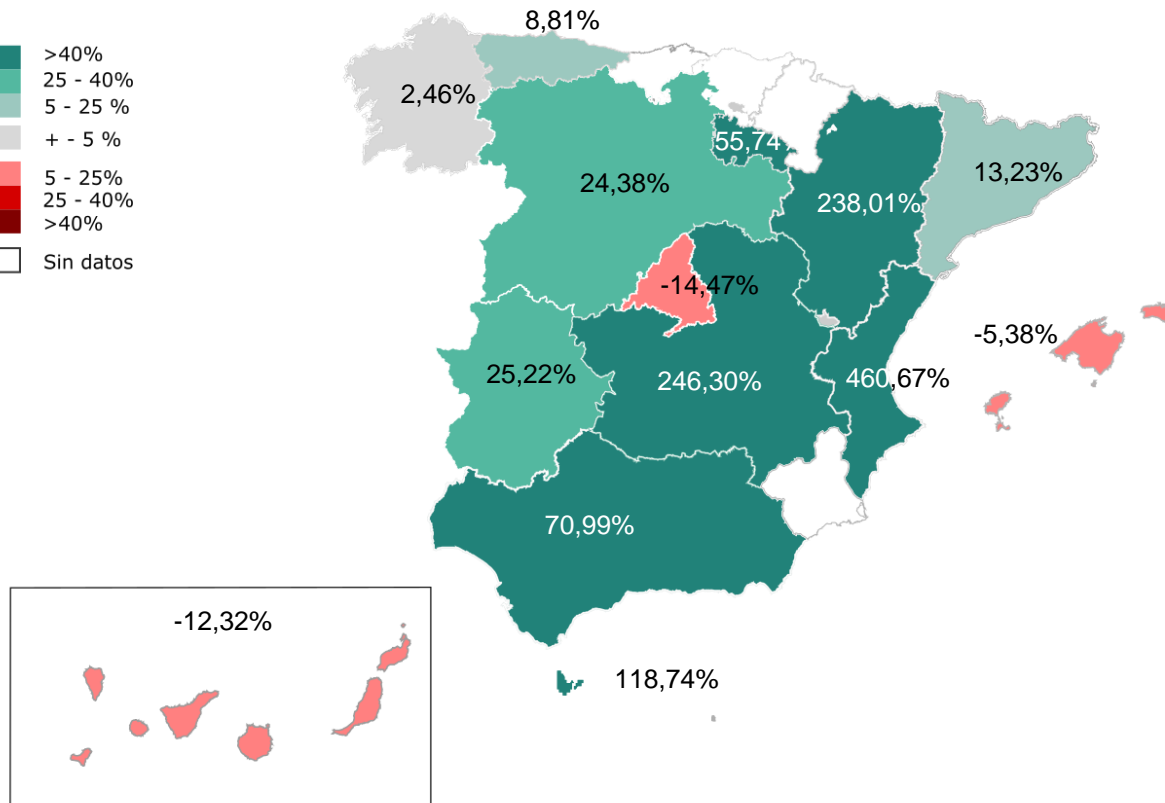 >40%
25 - 40%
5 - 25 %
+ - 5 %
5 - 25%
25 - 40%
>40%
Sin datos
8,81%
2,46%
55,74
24,38%
13,23%
238,01%
-14,47%
-5,38%
25,22%
246,30%
460,67%
70,99%
-12,32%
118,74%